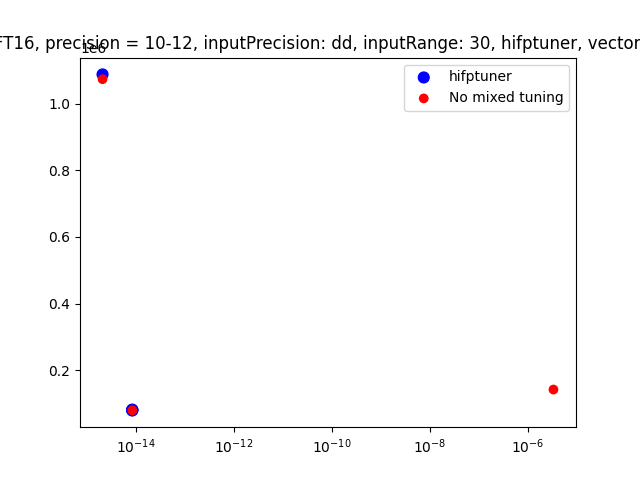 FT16, precision = 10-12, inputPrecision: dd, inputRange: 30, hifptuner, vector
1e6
hifptuner
No mixed tuning
1.0
0.8
0.6
0.4
0.2
10⁻¹⁴ 10⁻¹² 10⁻¹⁰ 10⁻⁸ 10⁻⁶